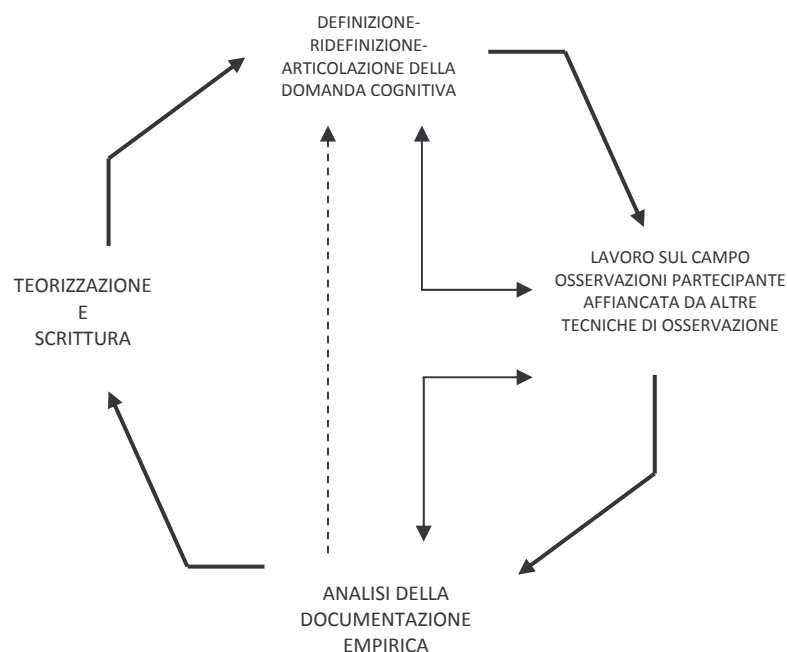 DEFINIZIONE-
RIDEFINIZIONE-
ARTICOLAZIONE DELLA
DOMANDA COGNITIVA
LAVORO SUL CAMPO
OSSERVAZIONI PARTECIPANTE
AFFIANCATA DA ALTRE
TECNICHE DI OSSERVAZIONE
TEORIZZAZIONE
E
SCRITTURA
ANALISI DELLA
DOCUMENTAZIONE
EMPIRICA